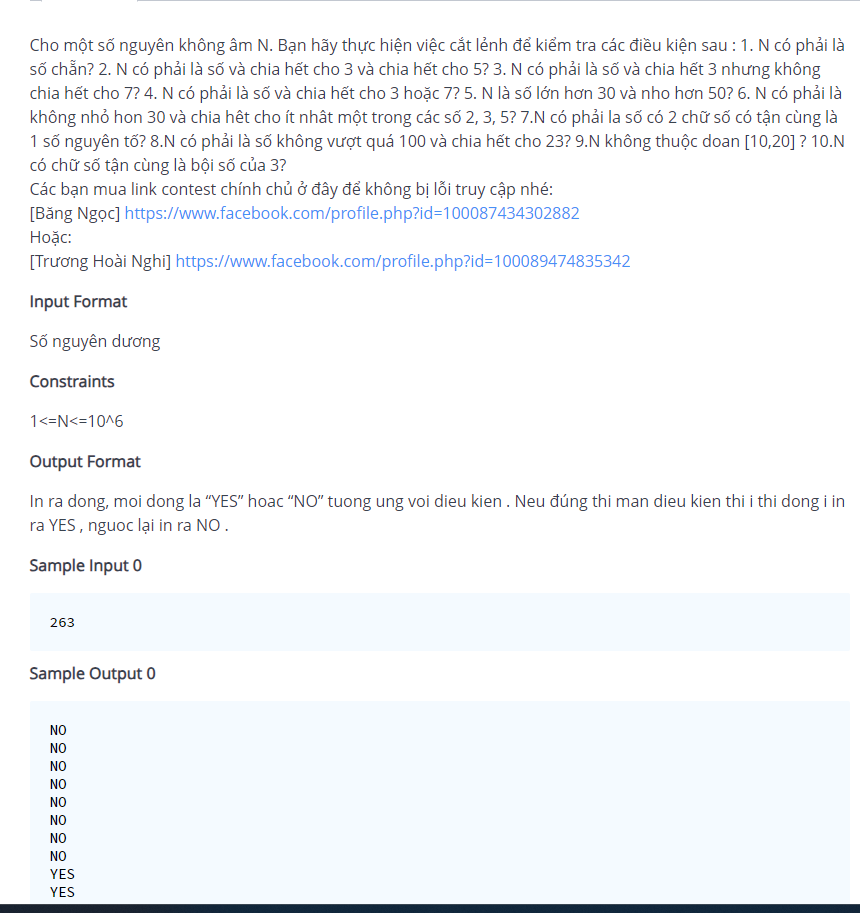 Cho một số nguyên không âm N. Bạn hãy thực hiện việc cắt lẻnh để kiểm tra các điều kiện sau : 1. N có phải là
số chẵn? 2. N có phải là số và chia hết cho 3 và chia hết cho 5? 3. N có phải là số và chia hết 3 nhưng không
chia hết cho 7? 4. N có phải là số và chia hết cho 3 hoặc 7? 5. N là số lớn hơn 30 và nho hơn 50? 6. N có phải là
không nhỏ hon 30 và chia hêt cho ít nhât một trong các số 2, 3, 5? 7.N có phải la số có 2 chữ số có tận cùng là
1 số nguyên tố? 8.N có phải là số không vượt quá 100 và chia hết cho 23? 9.N không thuộc doan [10,20] ? 10.N
có chữ số tận cùng là bội số của 3?
Các bạn mua link contest chính chủ ở đây để không bị lỗi truy cập nhé:
[Băng Ngọc] https://www.facebook.com/profile.php?id=100087434302882
Hoặc:
[Trương Hoài Nghi] https://www.facebook.com/profile.php?id=100089474835342
Input Format
Số nguyên dương
Constraints
1<=N<=10^6
Output Format
In ra dong, moi dong la “YES” hoac “NO” tuong ung voi dieu kien . Neu đúng thi man dieu kien thi i thi dong i in
ra YES , nguoc lại in ra NO .
Sample Input 0
263
Sample Output 0
NO
NO
NO
NO
NO
NO
NO
NO
YES
YES